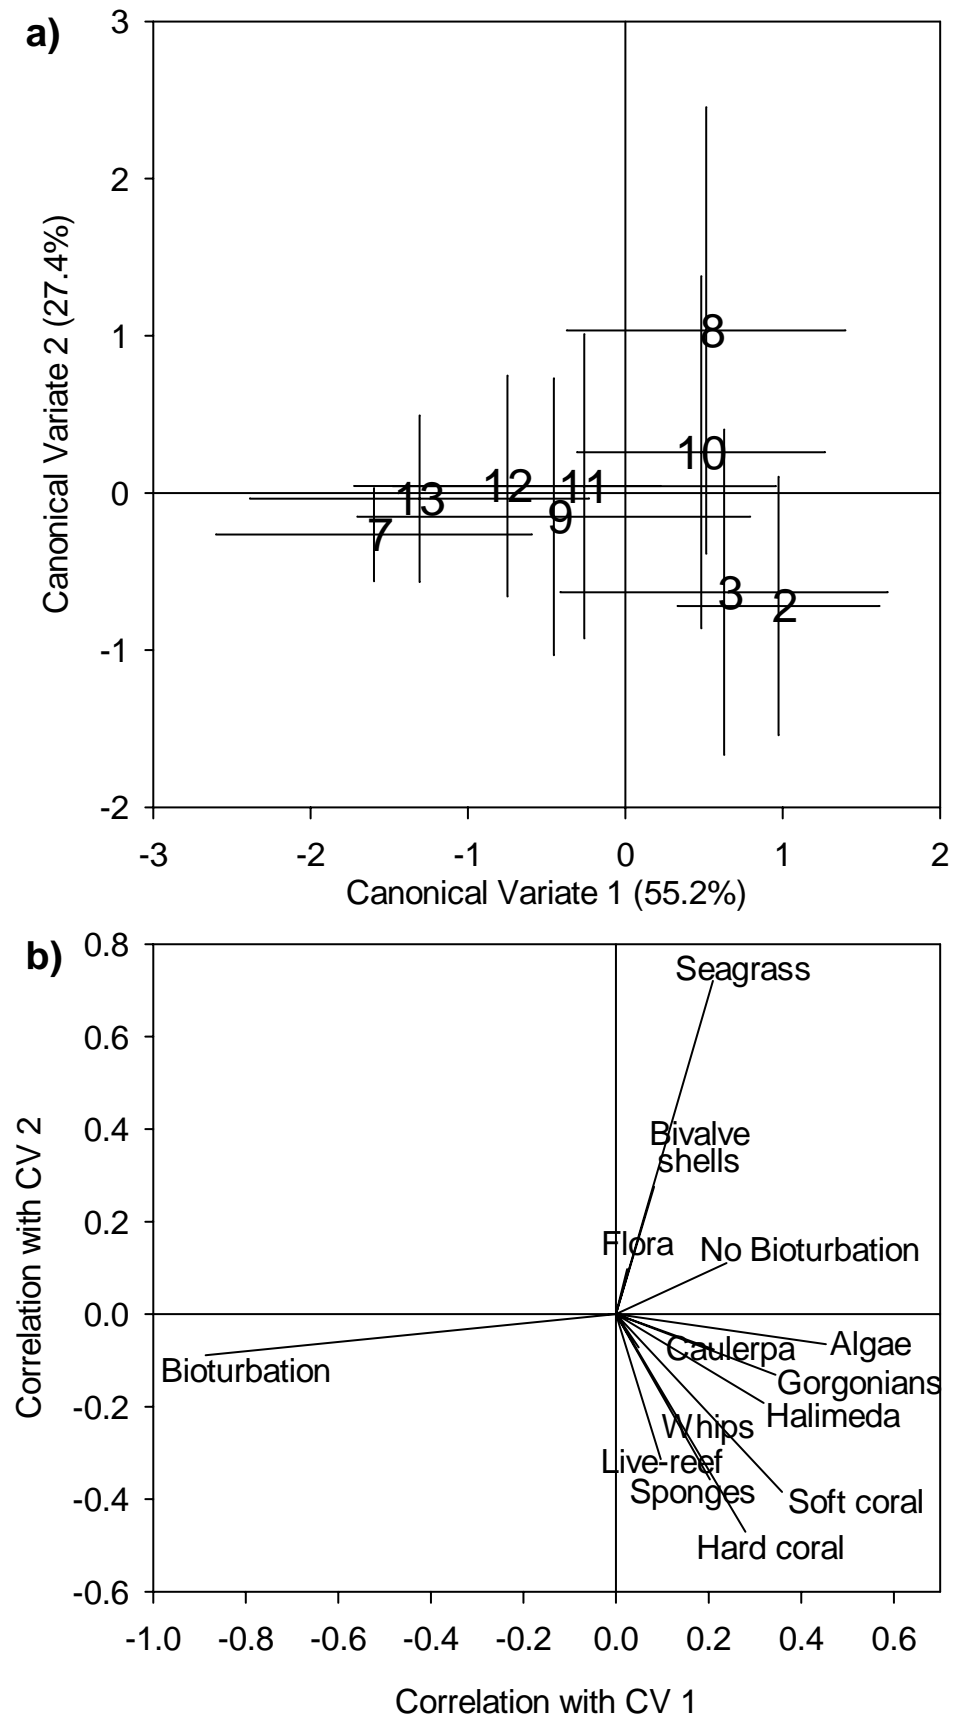 a)
3
2
1
0
-1
-2
Canonical Variate 2 (27.4%)
8
10
12 11
13
9
7
3
2
-3 -2 -1 0 1 2
Canonical Variate 1 (55.2%)
b)
0.8
0.6
0.4
0.2
0.0
-0.2
-0.4
-0.6
Correlation with CV 2
Seagrass
Bivalve
shells
Flora
No Bioturbation
Caulerpa
Algae
Bioturbation
Gorgonians
Halimeda
Whips
Live-reef
Sponges
Soft coral
Hard coral
-1.0 -0.8 -0.6 -0.4 -0.2 0.0 0.2 0.4 0.6
Correlation with CV 1